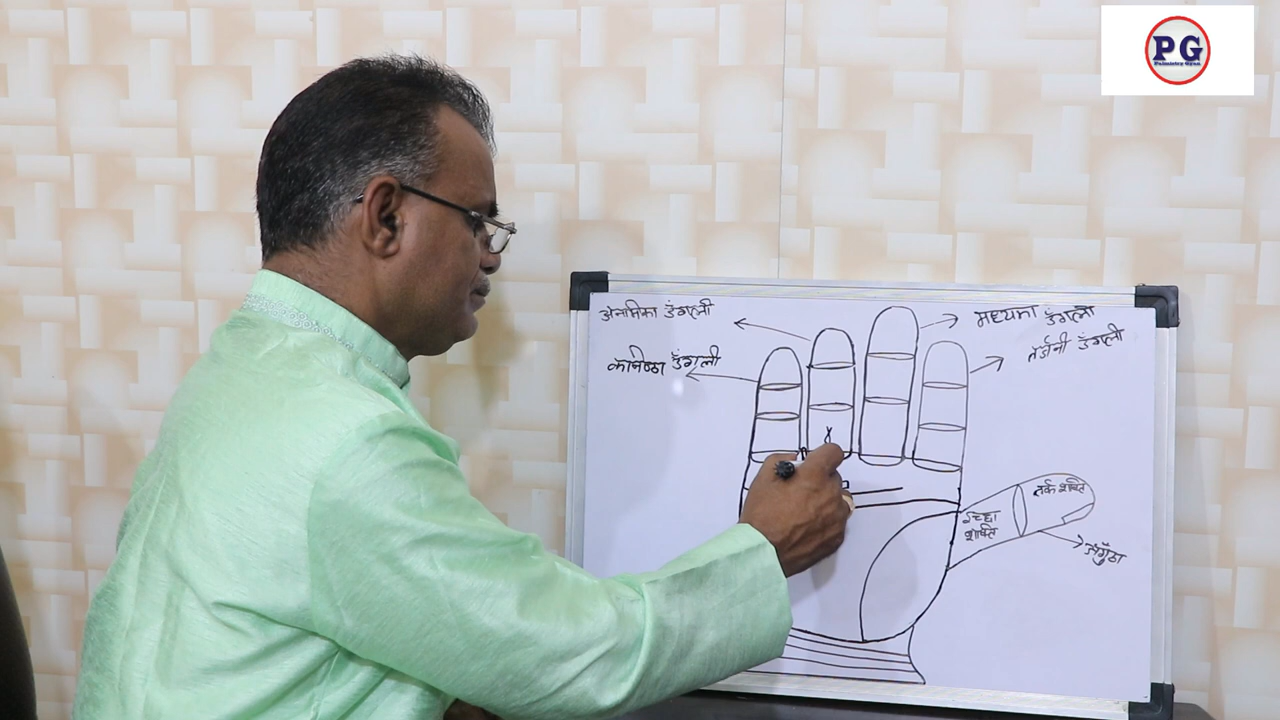 PG
Palmistry Gyan
अनामिका उंगली
मध्यमा उंगली
तर्जनी उंगली
कनिष्ठा उंगली
तर्क शक्ति
इच्छा
शक्ति
अंगुठा